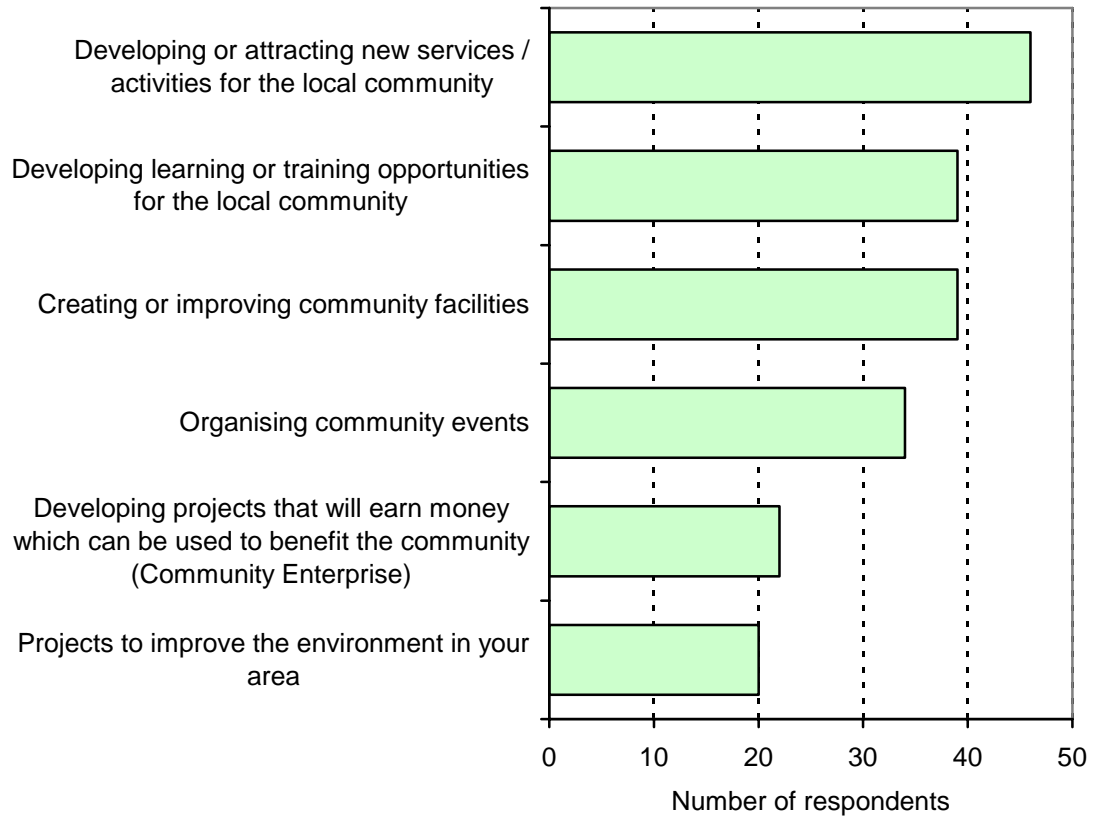 Developing or attracting new services /
activities for the local community
Developing learning or training opportunities
for the local community
Creating or improving community facilities
Organising community events
Developing projects that will earn money
which can be used to benefit the community
(Community Enterprise)
Projects to improve the environment in your
area
0 10 20 30 40 50
Number of respondents